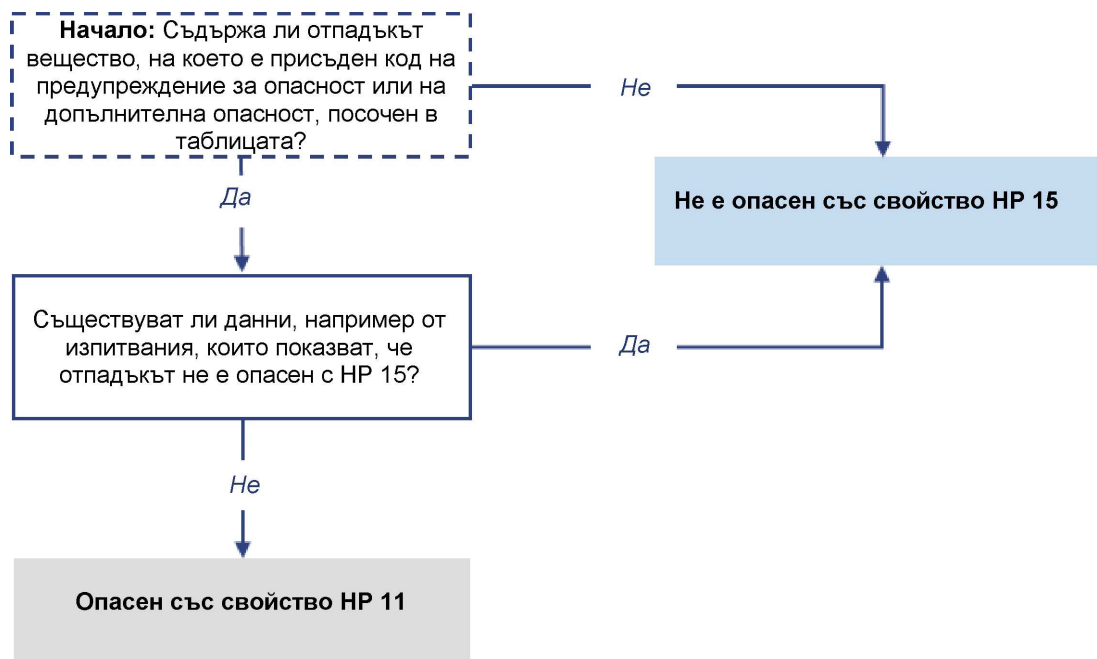 Начало: Съдържа ли отпадъкът
вещество, на което е присъден код на
предупреждение за опасност или на
допълнителна опасност, посочен в
таблицата?
Не
Да
Не е опасен със свойство HP 15
Съществуват ли данни, например от
изпитвания, които показват, че
отпадъкът не е опасен с HP 15?
Да
Не
Опасен със свойство HP 11